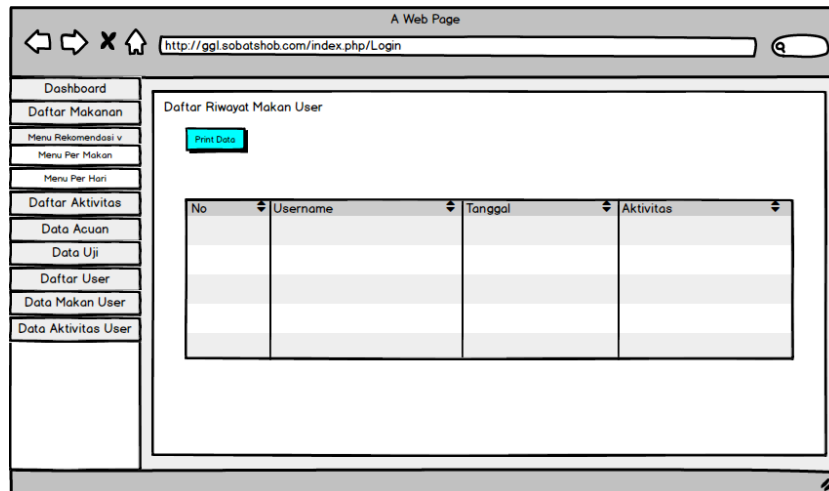 A Web Page
http://ggl.sobatshob.com/index.php/Login
Dashboard
Daftar Makanan
Menu Rekomendasi v
Menu Per Makan
Menu Per Hari
Daftar Aktivitas
Data Acuan
Data Uji
Daftar User
Data Makan User
Data Aktivitas User
Daftar Riwayat Makan User
Print Data
No Username Tanggal Aktivitas